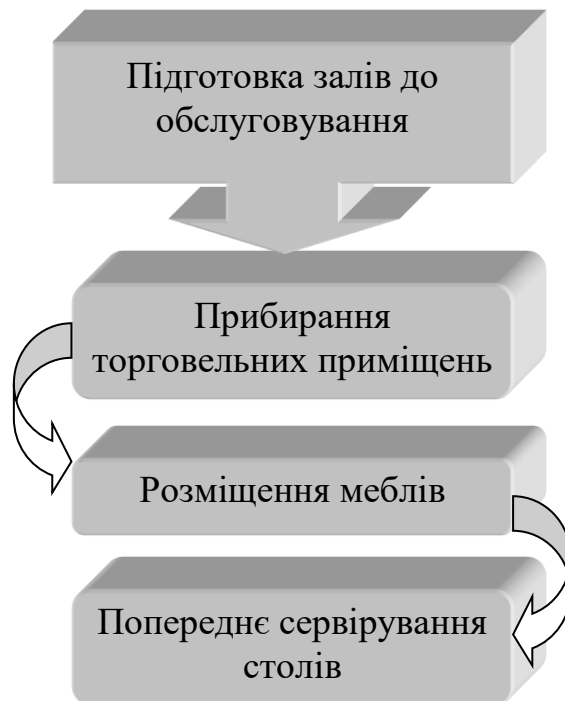 Підготовка залів до
обслуговування
Прибирання
торговельних приміщень
Розміщення меблів
Попереднє сервірування
столів